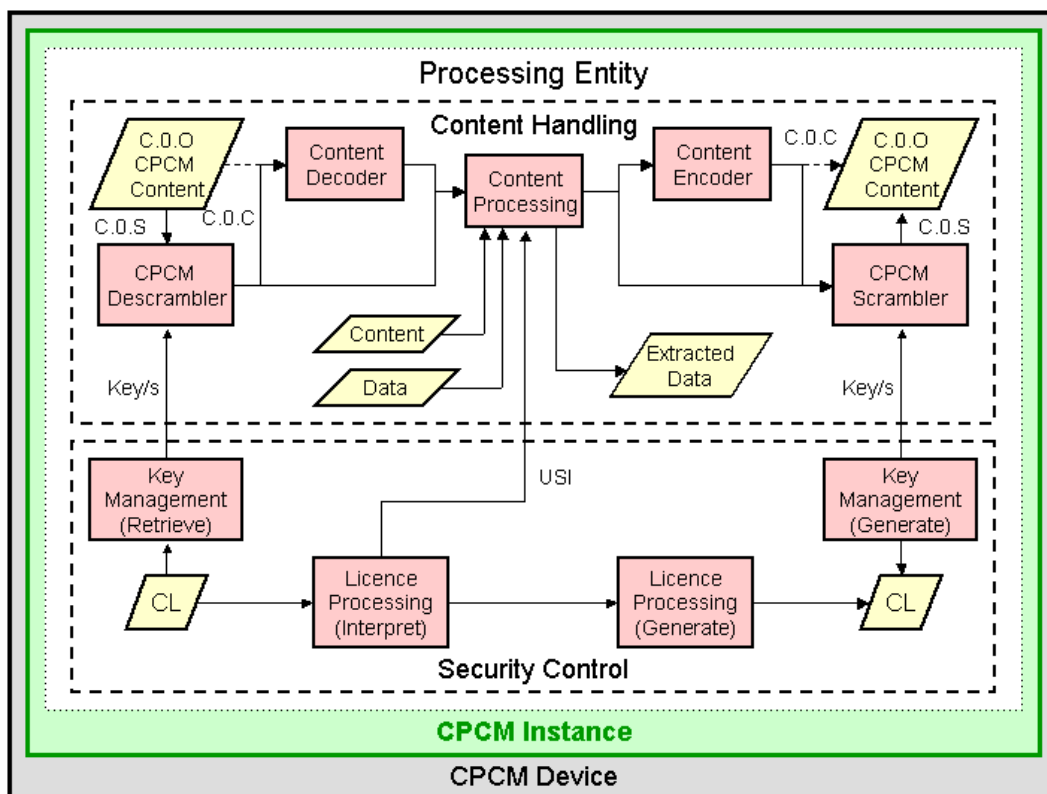 Processing Entity
Content Handling
C.0.O
CPCM
Content
Content
Decoder
Content
Processing
Content
Encoder
C.0.C
C.0.O
CPCM
Content
C.0.S
C.0.C
C.0.S
CPCM
Descrambler
CPCM
Scrambler
Content
Data
Extracted
Data
Key/s
Key/s
Key
Management
(Retrieve)
USI
Key
Management
(Generate)
CL
Licence
Processing
(Interpret)
Licence
Processing
(Generate)
CL
Security Control
CPCM Instance
CPCM Device